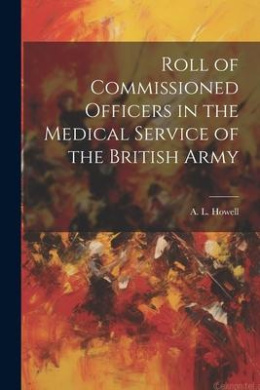 Roll of
Commissioned
Officers in the
Medical Service of
the British Army
A. L. Howell